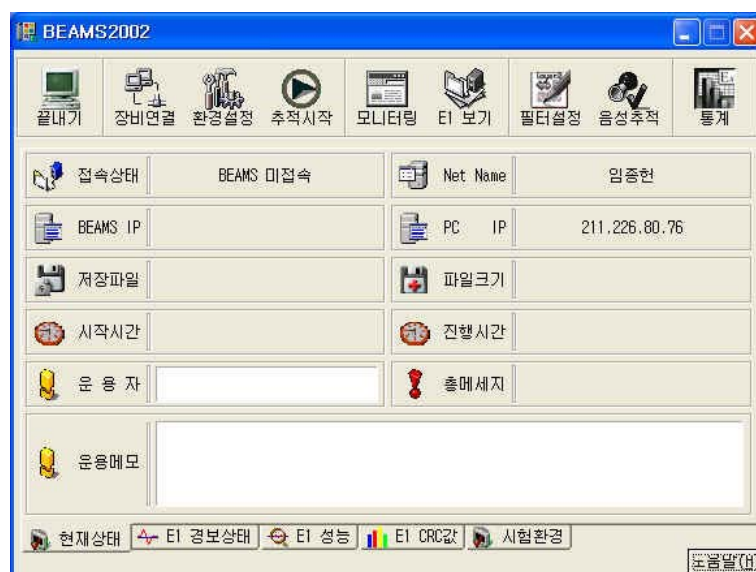 BEAMS2002
끝내기 장비연결 환경설정 추적시작 모니터링 E1 보기 필터설정 음성추적 통계
접속상태 BEAMS 미접속 Net Name 임종헌
BEAMS IP PC IP 211.226.80.76
저장파일 파일크기
시작시간 진행시간
운 용 자 총메세지
운용메모
현재상태 E1 경보상태 E1 성능 E1 CRC값 시험환경
도움말(H)